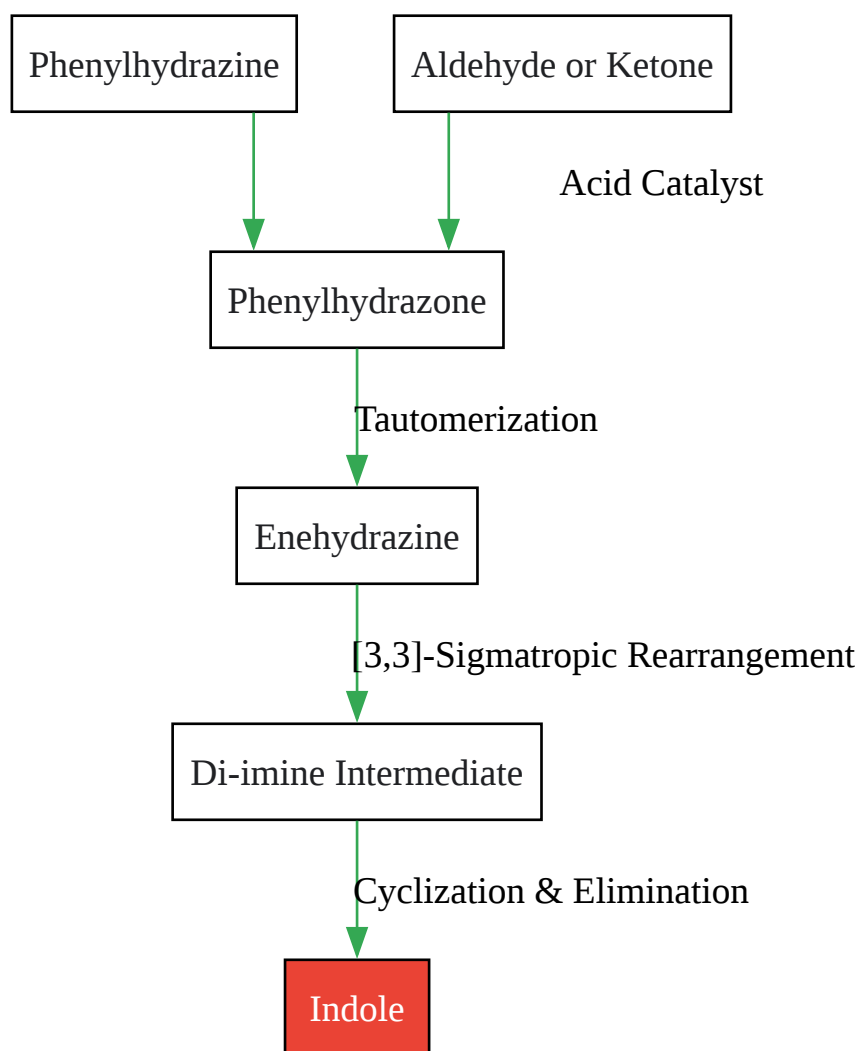 Phenylhydrazine
Aldehyde or Ketone
Acid Catalyst
Phenylhydrazone
Tautomerization
Enehydrazine
[3,3]-Sigmatropic Rearrangement
Di-imine Intermediate
Cyclization & Elimination
Indole